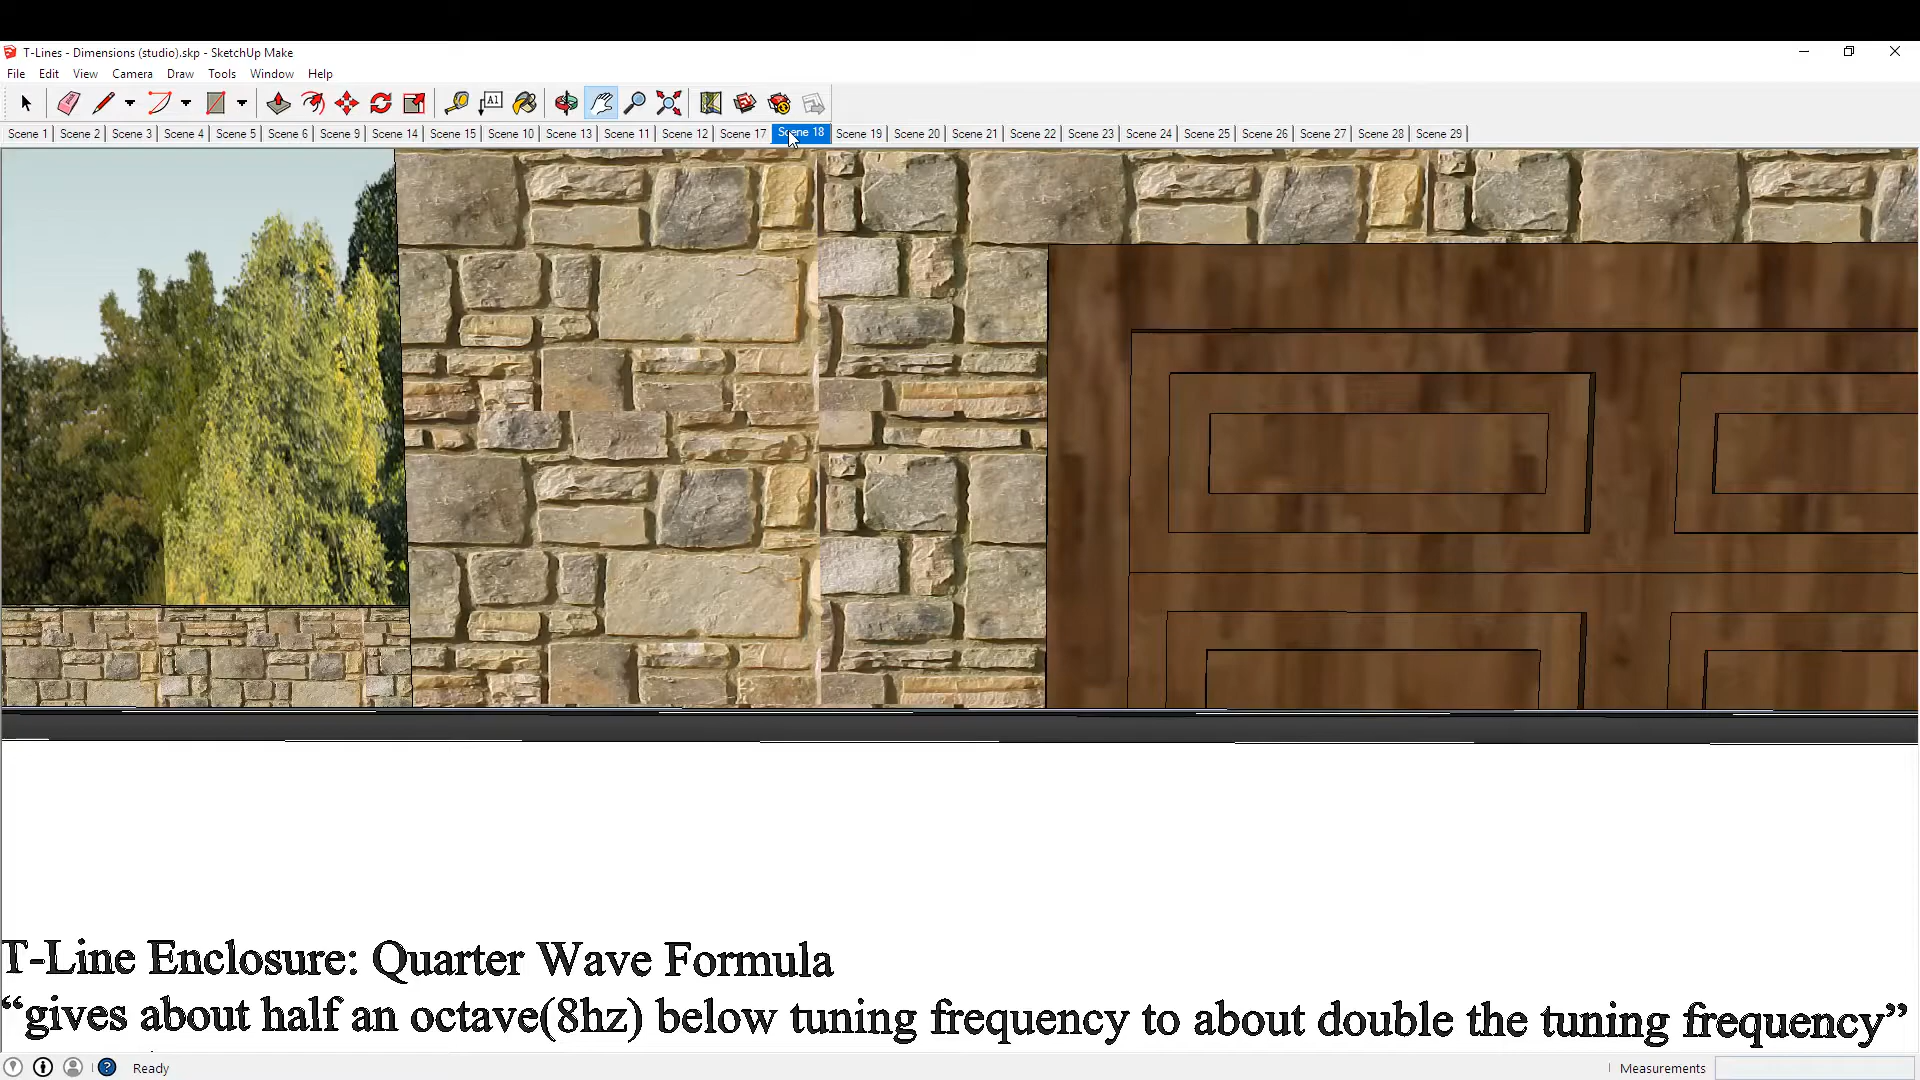 T-Lines - Dimensions (studio).skp - SketchUp Make
File Edit View Camera Draw Tools Window Help
A1
Scene 1 Scene 2 Scene 3 Scene 4 Scene 5 Scene 6 Scene 9 Scene 14 Scene 15 Scene 10 Scene 13 Scene 11 Scene 12 Scene 17 Scene 18 Scene 19 Scene 20 Scene 21 Scene 22 Scene 23 Scene 24 Scene 25 Scene 26 Scene 27 Scene 28 Scene 29
T-Line Enclosure: Quarter Wave Formula
“gives about half an octave(8hz) below tuning frequency to about double the tuning frequency”
Ready Measurements